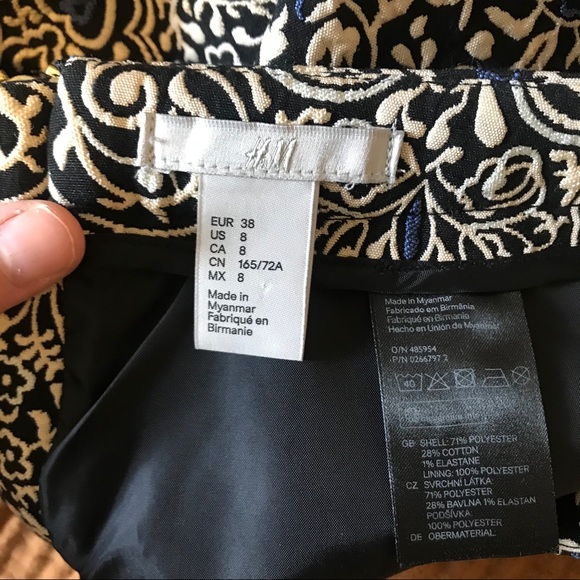 H&M
EUR 38
US 8
CA 8
CN 165/72A
MX 8
Made in
Myanmar
Fabriqué en
Birmanie
Made in Myanmar
Fabricado em Birmânia
Fabriqué en Birmanie
Hecho en Unión de Myanmar
O/N 485954
P/N 0266797 2
40
GB SHELL: 71% POLYESTER
28% COTTON
1% ELASTANE
LINING: 100% POLYESTER
CZ SVRCHNÍ LÁTKA:
71% POLYESTER
28% BAVLNA 1% ELASTAN
PODŠÍVKA:
100% POLYESTER
DE OBERMATERIAL: